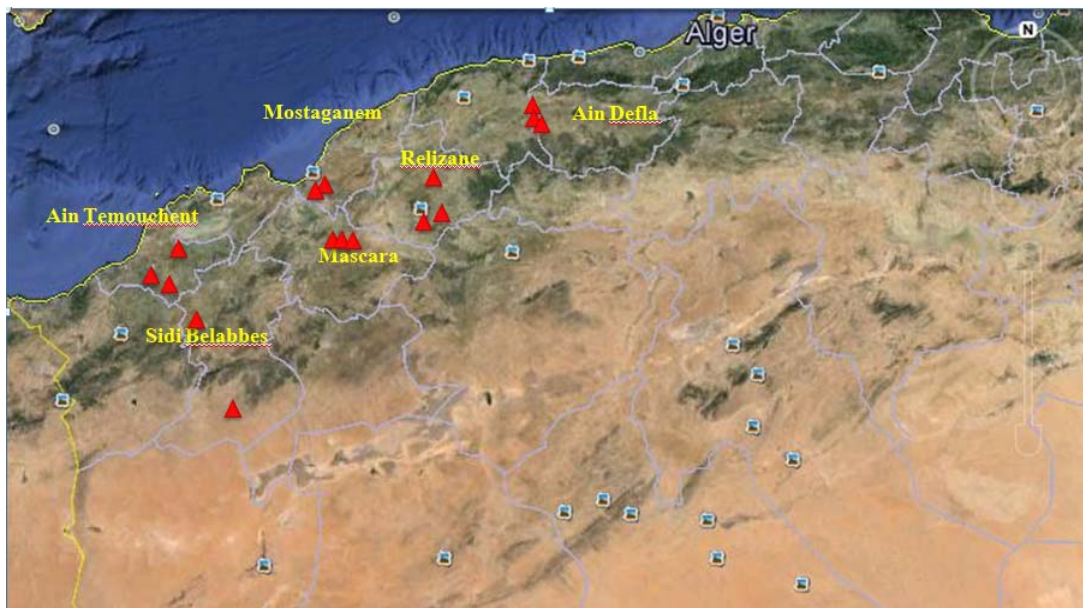 Alger
N
Mostaganem
Ain Defla
Relizane
Ain Temouchent
Mascara
Sidi Belabbes